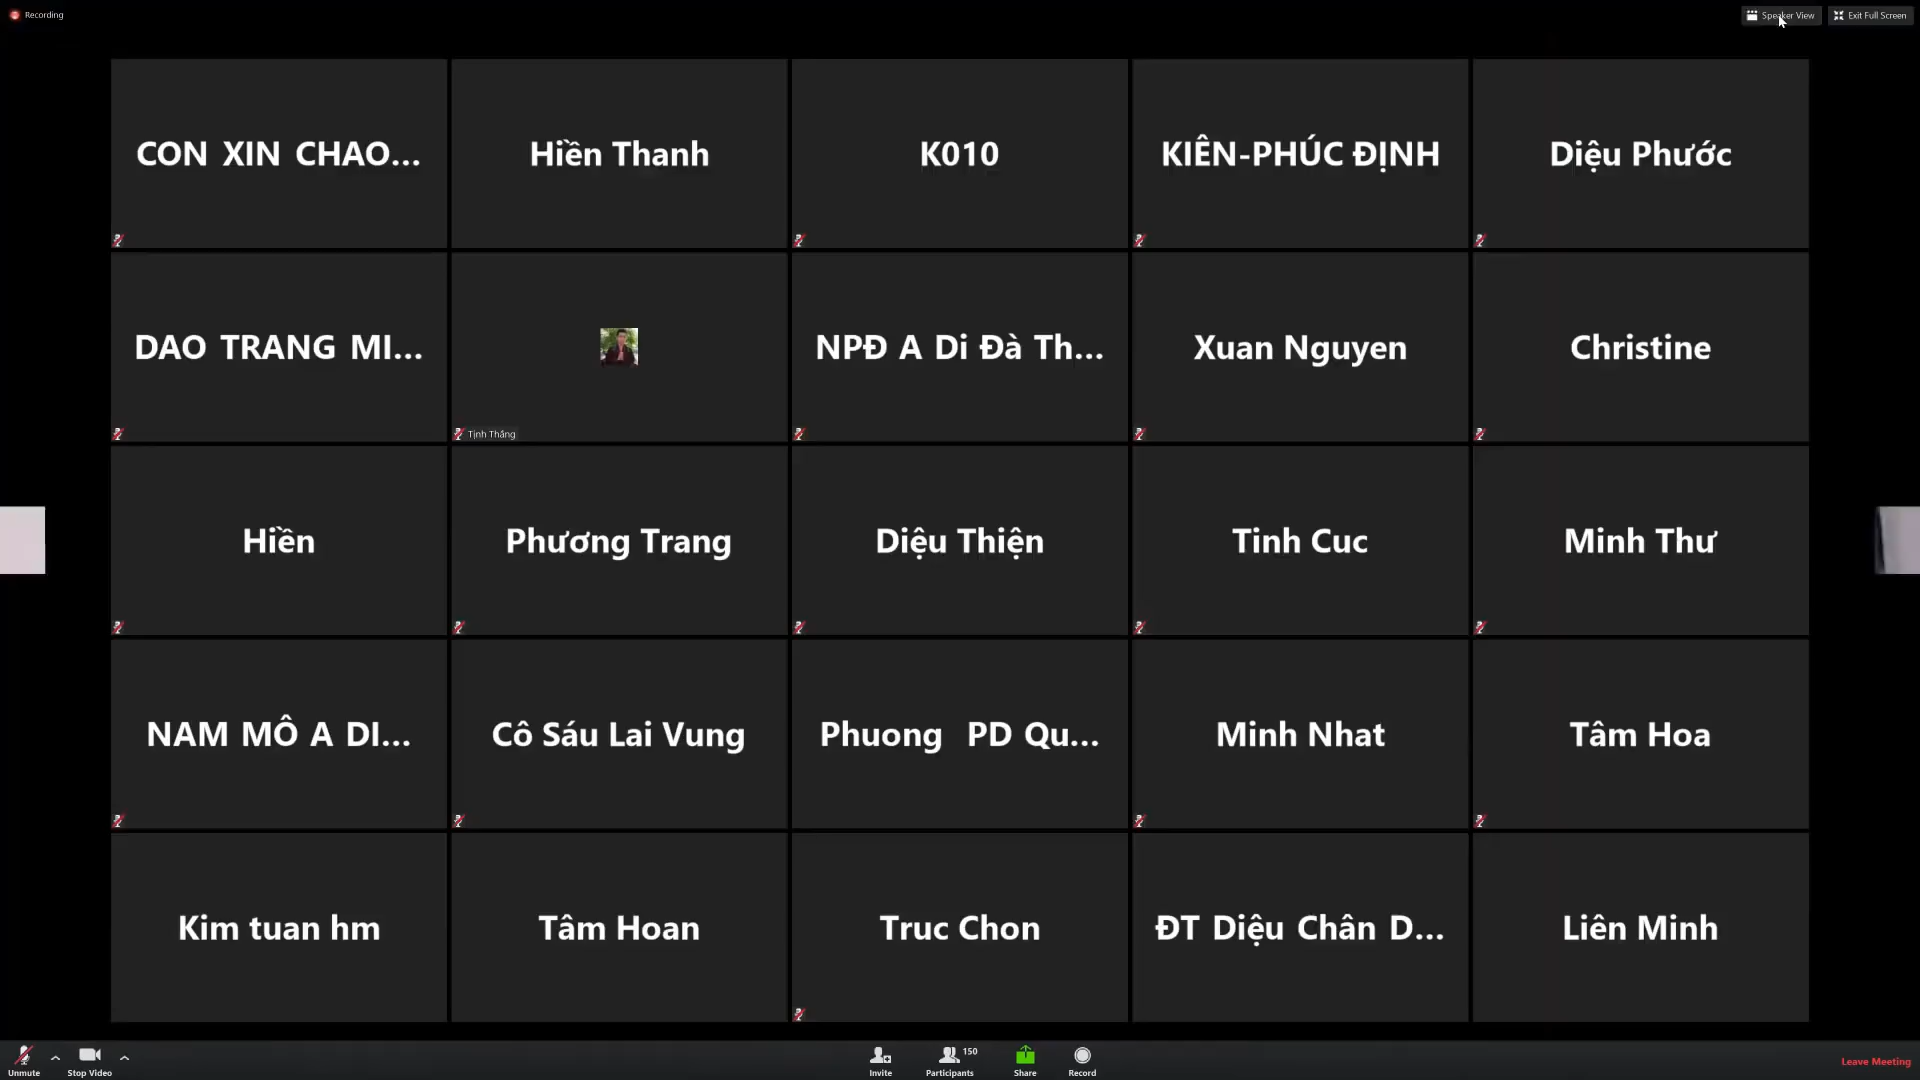 Recording
Speaker View
Exit Full Screen
CON XIN CHAO...
Hiền Thanh
K010
KIÊN-PHÚC ĐỊNH
Diệu Phước
DAO TRANG MI...
Tịnh Thắng
NPĐ A Di Đà Th...
Xuan Nguyen
Christine
Hiền
Phương Trang
Diệu Thiện
Tinh Cuc
Minh Thư
NAM MÔ A DI...
Cô Sáu Lai Vung
Phuong PD Qu...
Minh Nhat
Tâm Hoa
Kim tuan hm
Tâm Hoan
Truc Chon
ĐT Diệu Chân D...
Liên Minh
Unmute
Stop Video
Invite
150
Participants
Share
Record
Leave Meeting